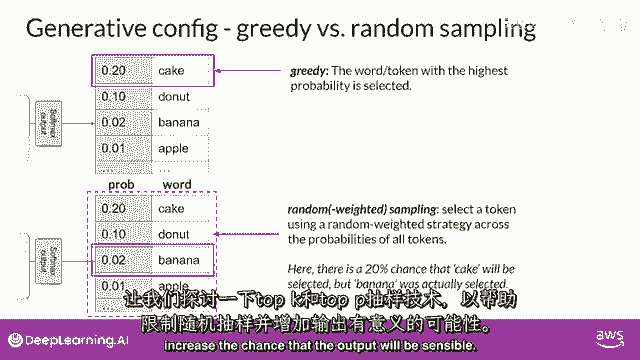 Generative config - greedy vs. random sampling
Softmax output
0.20 cake
0.10 donut
0.02 banana
0.01 apple
... ...
greedy: The word/token with the highest probability is selected.
prob word
Softmax output
0.20 cake
0.10 donut
0.02 banana
0.01 apple
... ...
random(-weighted) sampling: select a token
using a random-weighted strategy across
the probabilities of all tokens.
Here, there is a 20% chance that 'cake' will be
selected, but 'banana' was actually selected.
让我们探讨一下top k和top p抽样技术，以帮助
限制随机抽样并增加输出有意义的可能性。
increase the chance that the output will be sensible.
DeepLearning.AI
aws